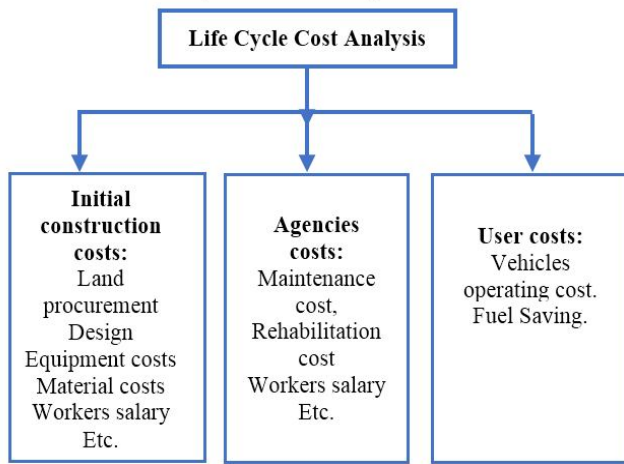 Life Cycle Cost Analysis
Initial
construction
costs:
Land
procurement
Design
Equipment costs
Material costs
Workers salary
Etc.
Agencies
costs:
Maintenance
cost,
Rehabilitation
cost
Workers salary
Etc.
User costs:
Vehicles
operating cost.
Fuel Saving.